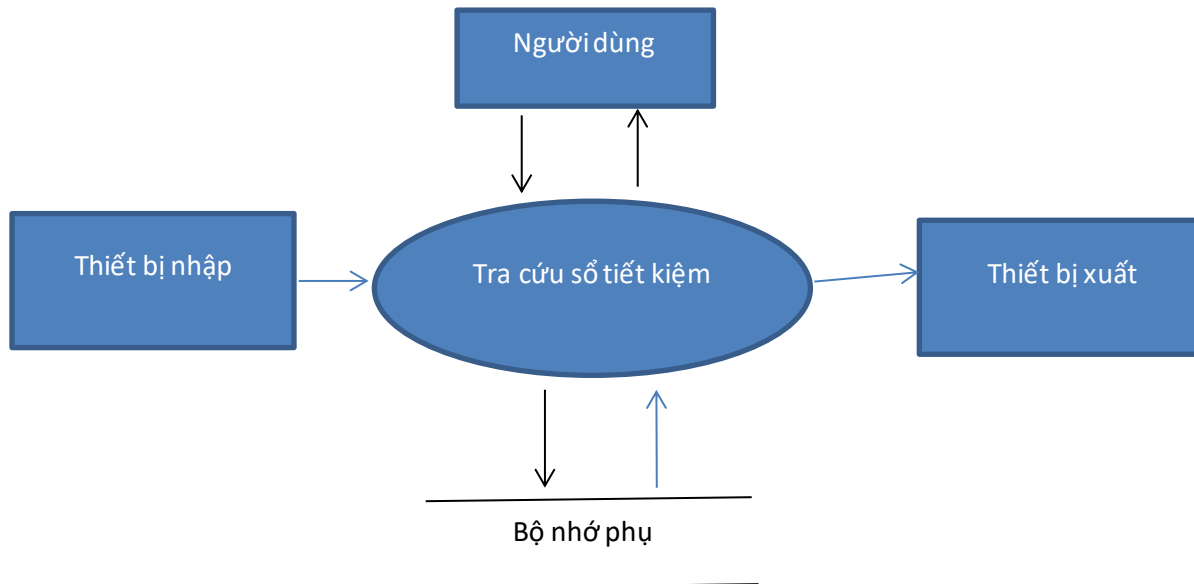 Người dùng
Thiết bị nhập
Tra cứu sổ tiết kiệm
Thiết bị xuất
Bộ nhớ phụ